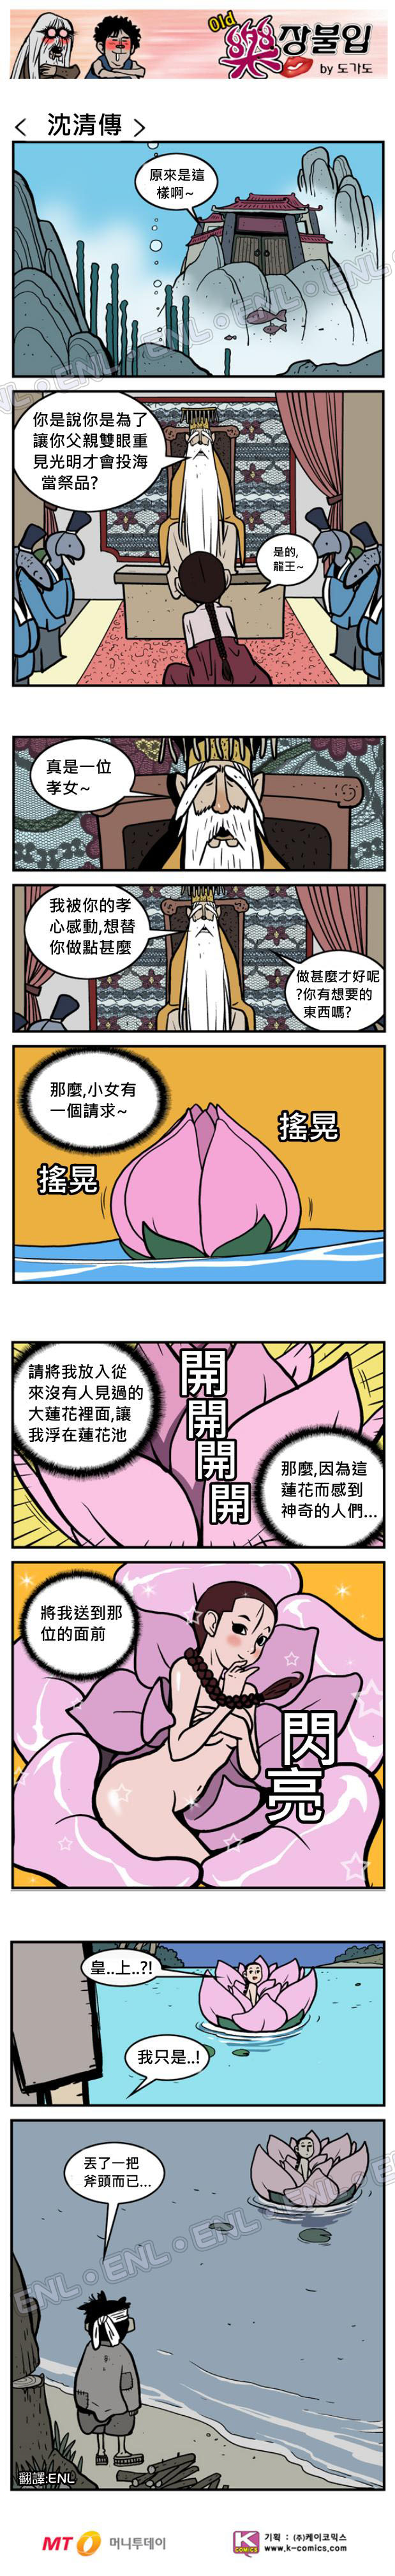 Old
樂장불입
by 도가도
< 沈清傳 >
原來是這
樣啊~
ENL
ENL
ENL
ENL
你是說你是為了
讓你父親雙眼重
見光明才會投海
當祭品?
是的,
龍王~
真是一位
孝女~
我被你的孝
心感動,想替
你做點甚麼
做甚麼才好呢
?你有想要的
東西嗎?
那麼,小女有
一個請求~
搖晃
搖晃
請將我放入從
來沒有人見過的
大蓮花裡面,讓
我浮在蓮花池
開
開
開
開
那麼,因為這
蓮花而感到
神奇的人們...
將我送到那
位的面前
閃
亮
皇..上..?!
我只是..!
丟了一把
斧頭而已...
ENL
ENL
ENL
ENL
翻譯:ENL
MT 머니투데이
K COMICS
기획 : (주)케이코믹스
www.k-comics.com